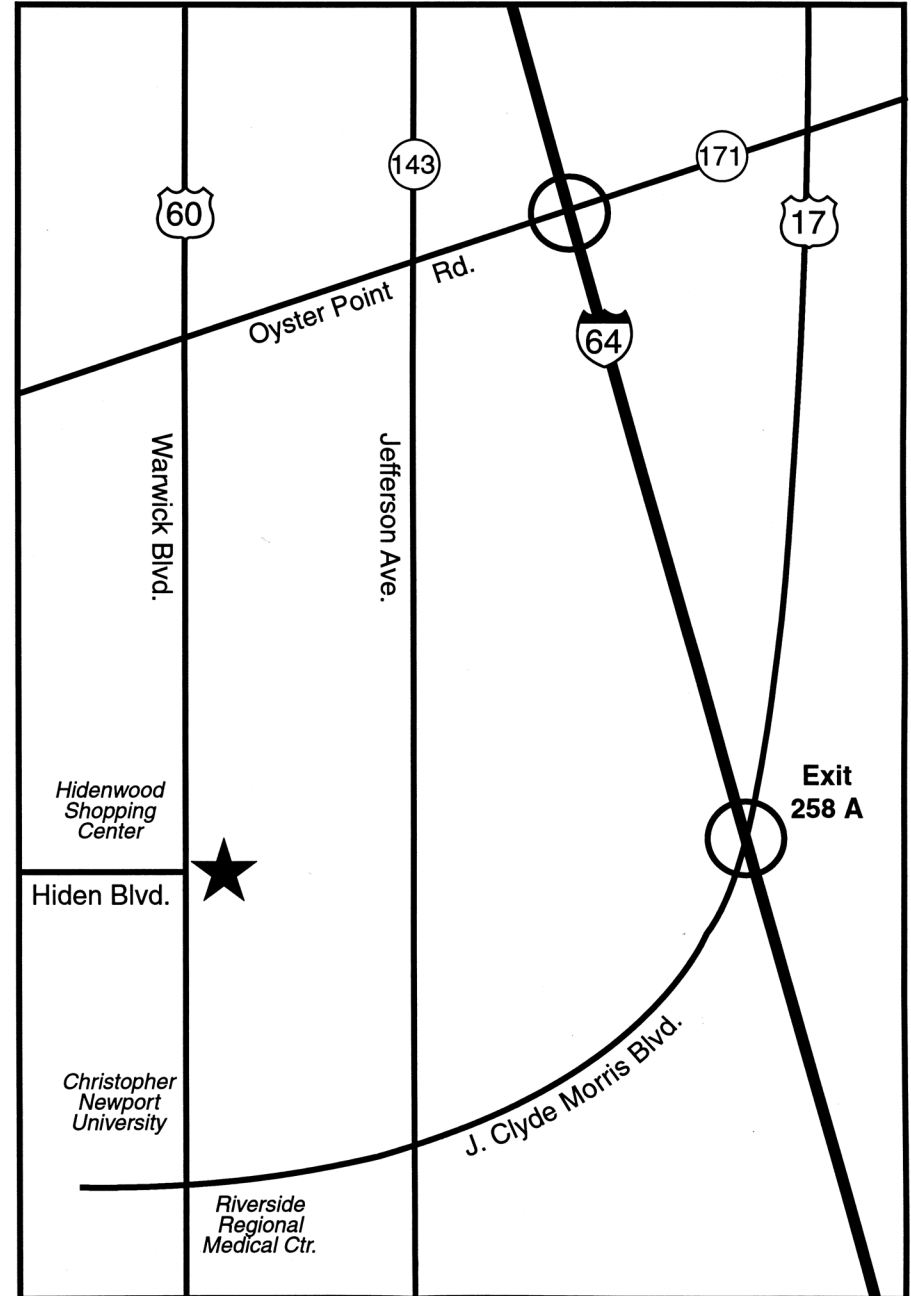 143
171
60
17
Rd.
Oyster Point
64
Warwick Blvd.
Jefferson Ave.
Exit
258 A
Hidenwood
Shopping
Center
Hiden Blvd.
J. Clyde Morris Blvd.
Christopher
Newport
University
Riverside
Regional
Medical Ctr.